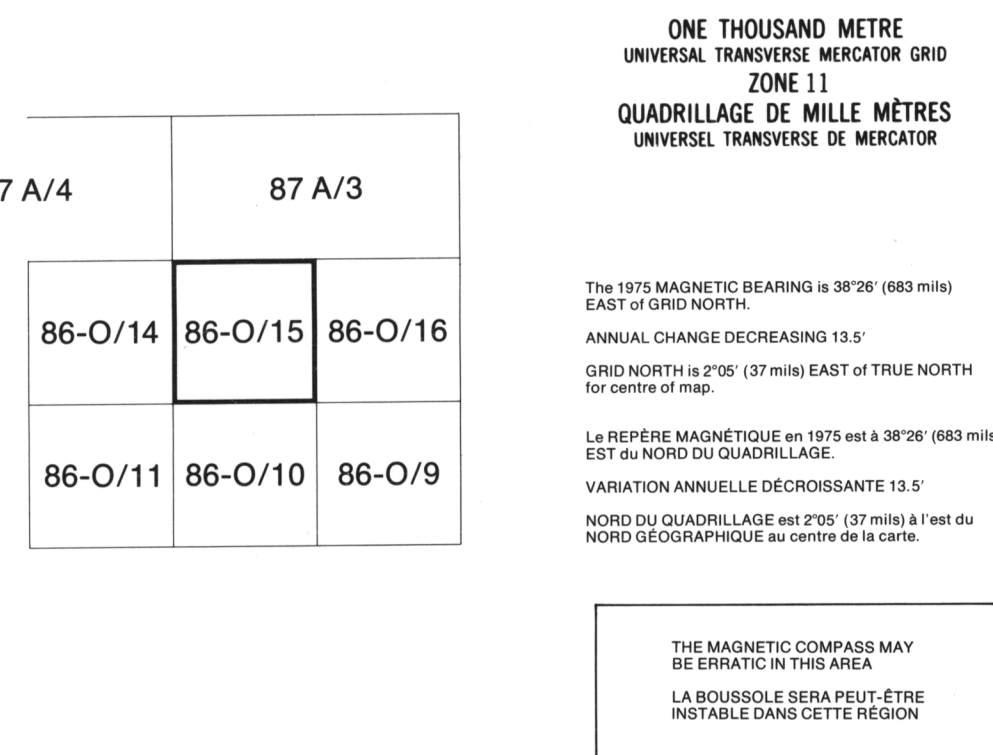 ONE THOUSAND METRE
UNIVERSAL TRANSVERSE MERCATOR GRID
ZONE 11
QUADRILLAGE DE MILLE MÈTRES
UNIVERSEL TRANSVERSE DE MERCATOR
7 A/4
87 A/3
86-O/14
86-O/15
86-O/16
86-O/11
86-O/10
86-O/9
The 1975 MAGNETIC BEARING is 38°26′ (683 mils)
EAST of GRID NORTH.
ANNUAL CHANGE DECREASING 13.5′
GRID NORTH is 2°05′ (37 mils) EAST of TRUE NORTH
for centre of map.
Le REPÈRE MAGNÉTIQUE en 1975 est à 38°26′ (683 mils
EST du NORD DU QUADRILLAGE.
VARIATION ANNUELLE DÉCROISSANTE 13.5′
NORD DU QUADRILLAGE est 2°05′ (37 mils) à l'est du
NORD GÉOGRAPHIQUE au centre de la carte.
THE MAGNETIC COMPASS MAY
BE ERRATIC IN THIS AREA
LA BOUSSOLE SERA PEUT-ÊTRE
INSTABLE DANS CETTE RÉGION